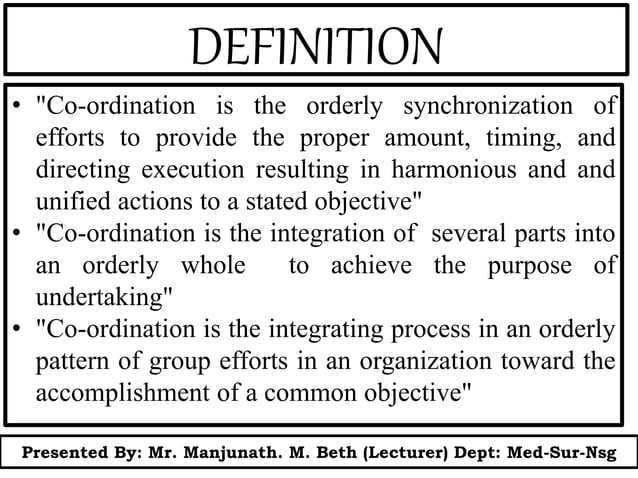 DEFINITION
• "Co-ordination is the orderly synchronization of
efforts to provide the proper amount, timing, and
directing execution resulting in harmonious and and
unified actions to a stated objective"
• "Co-ordination is the integration of several parts into
an orderly whole to achieve the purpose of
undertaking"
• "Co-ordination is the integrating process in an orderly
pattern of group efforts in an organization toward the
accomplishment of a common objective"
Presented By: Mr. Manjunath. M. Beth (Lecturer) Dept: Med-Sur-Nsg